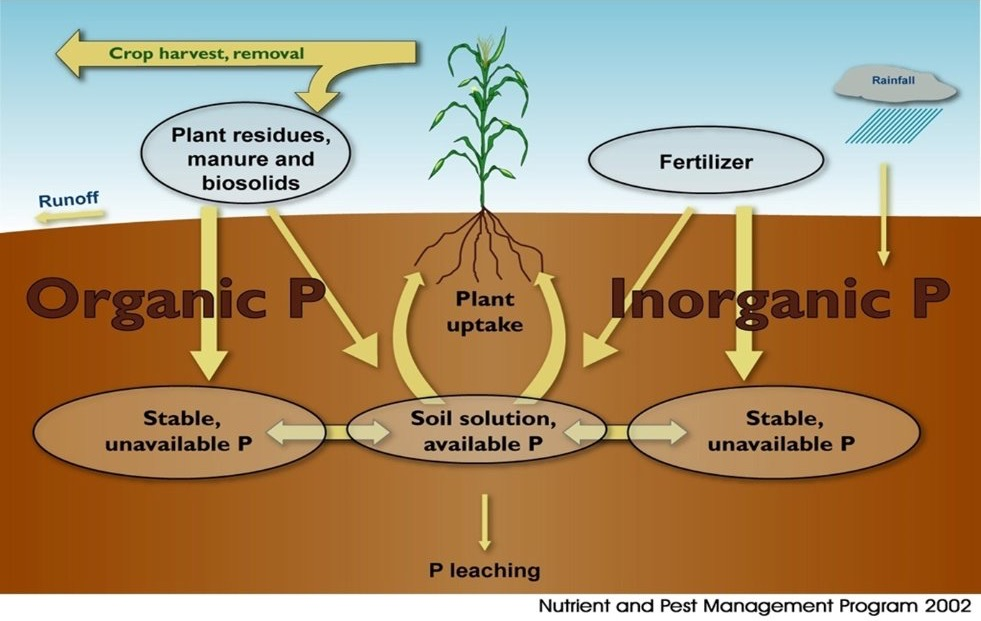 Crop harvest, removal
Rainfall
Plant residues,
manure and
biosolids
Fertilizer
Runoff
Organic P
Plant
uptake
Inorganic P
Stable,
unavailable P
Soil solution,
available P
Stable,
unavailable P
P leaching
Nutrient and Pest Management Program 2002